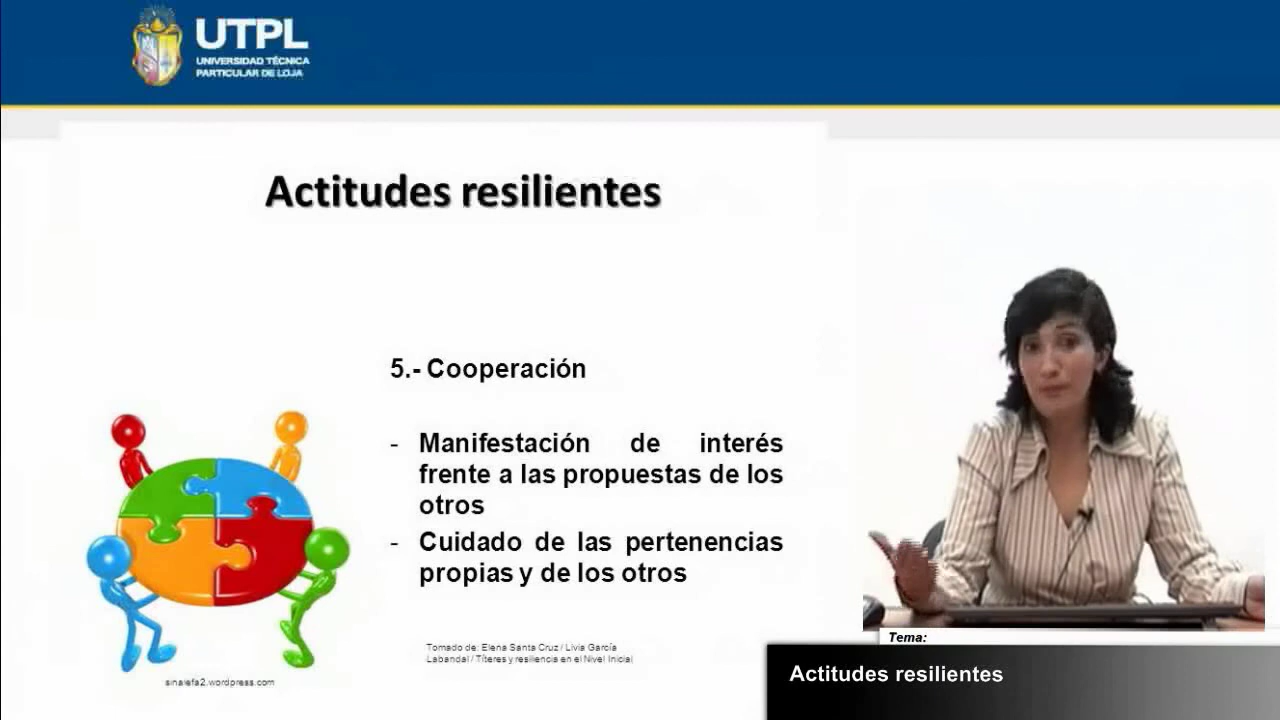 UTPL
UNIVERSIDAD TÉCNICA
PARTICULAR DE LOJA
Actitudes resilientes
5.- Cooperación
- Manifestación de interés
frente a las propuestas de los
otros
- Cuidado de las pertenencias
propias y de los otros
Tomado de: Elena Santa Cruz / Livia García
Labandal / Títeres y resiliencia en el Nivel Inicial
sinalefa2.wordpress.com
Tema:
Actitudes resilientes